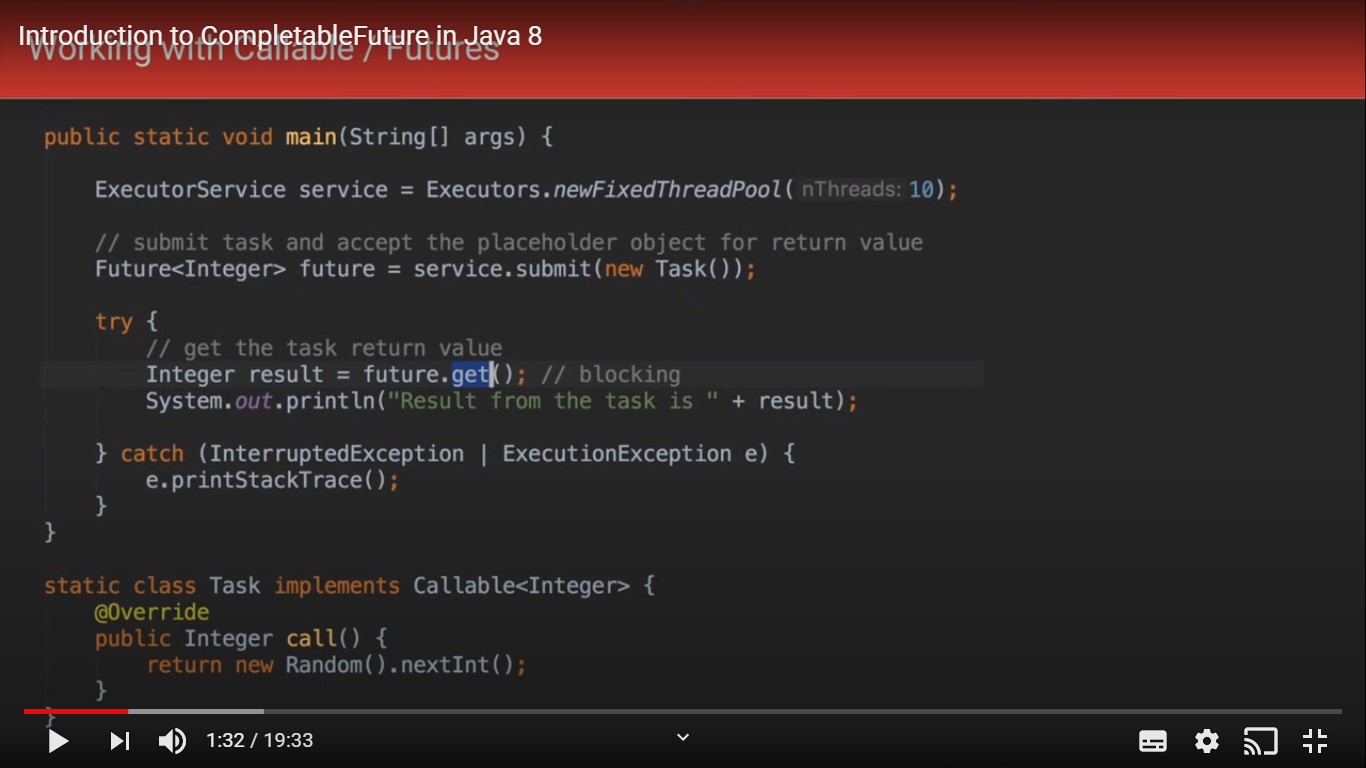 Introduction to CompletableFuture in Java 8
Working with Callable / Futures
public static void main(String[] args) {
ExecutorService service = Executors.newFixedThreadPool( nThreads: 10);
// submit task and accept the placeholder object for return value
Future<Integer> future = service.submit(new Task());
try {
// get the task return value
Integer result = future.get(); // blocking
System.out.println("Result from the task is " + result);
} catch (InterruptedException | ExecutionException e) {
e.printStackTrace();
}
}
static class Task implements Callable<Integer> {
@Override
public Integer call() {
return new Random().nextInt();
}
}
1:32 / 19:33